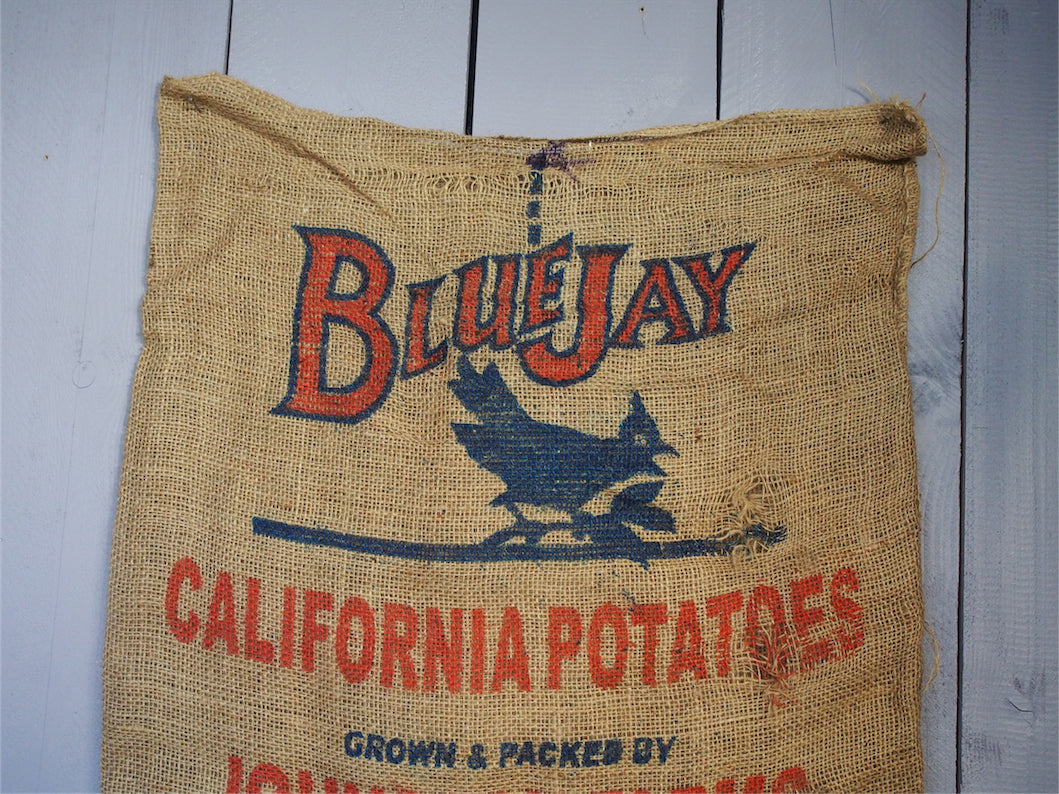 BLUE JAY
CALIFORNIA POTATOES
GROWN & PACKED BY